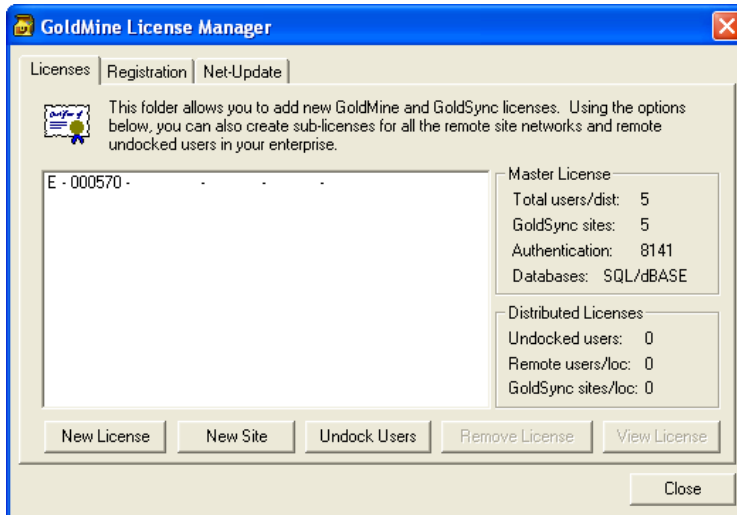 GoldMine License Manager
Licenses Registration Net-Update
This folder allows you to add new GoldMine and GoldSync licenses. Using the options
below, you can also create sub-licenses for all the remote site networks and remote
undocked users in your enterprise.
E - 000570 - - - -
Master License
Total users/dist: 5
GoldSync sites: 5
Authentication: 8141
Databases: SQL/dBASE
Distributed Licenses
Undocked users: 0
Remote users/loc: 0
GoldSync sites/loc: 0
New License New Site Undock Users Remove License View License
Close